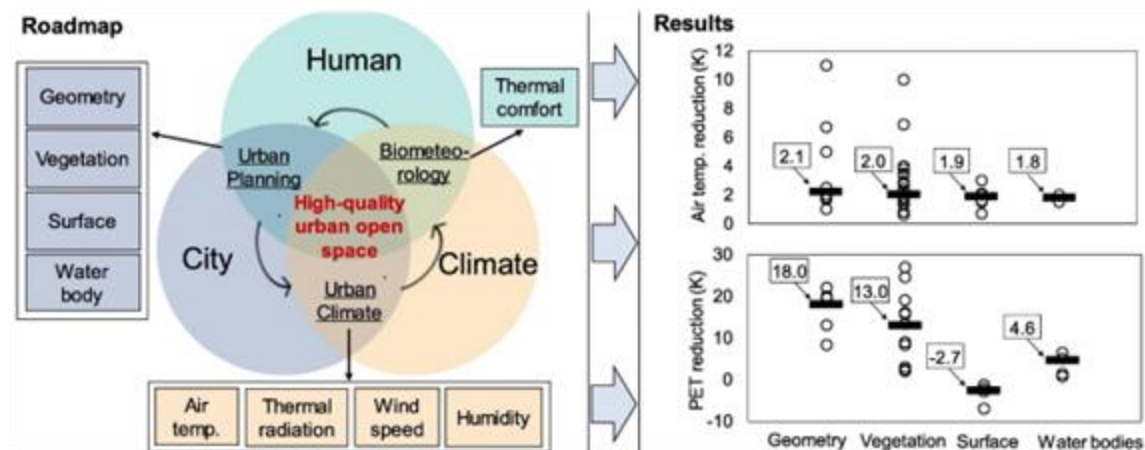 Roadmap
Geometry
Vegetation
Surface
Water
body
Human
Thermal
comfort
Urban
Planning
Biometeo-
rology
High-quality
urban open
space
City
Climate
Urban
Climate
Air
temp.
Thermal
radiation
Wind
speed
Humidity
Results
Air temp. reduction (K)
12
10
8
6
4
2
0
2.1
2.0
1.9
1.8
PET reduction (K)
30
20
10
0
-10
18.0
13.0
-2.7
4.6
Geometry Vegetation Surface Water bodies